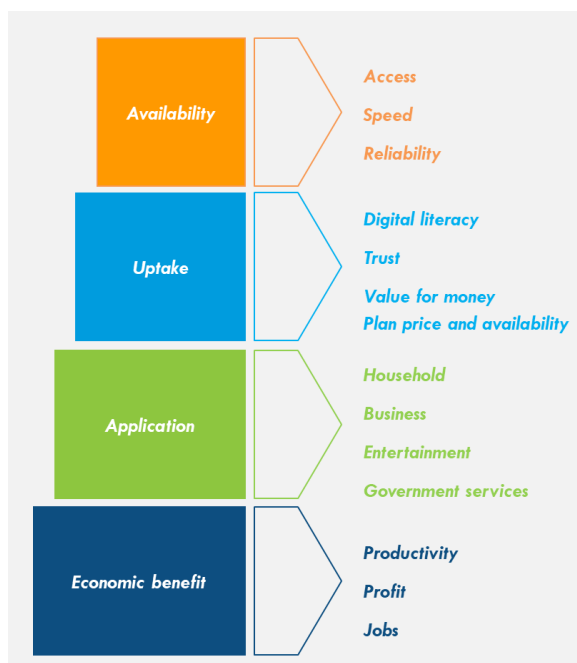 Availability
Access
Speed
Reliability
Uptake
Digital literacy
Trust
Value for money
Plan price and availability
Application
Household
Business
Entertainment
Government services
Economic benefit
Productivity
Profit
Jobs